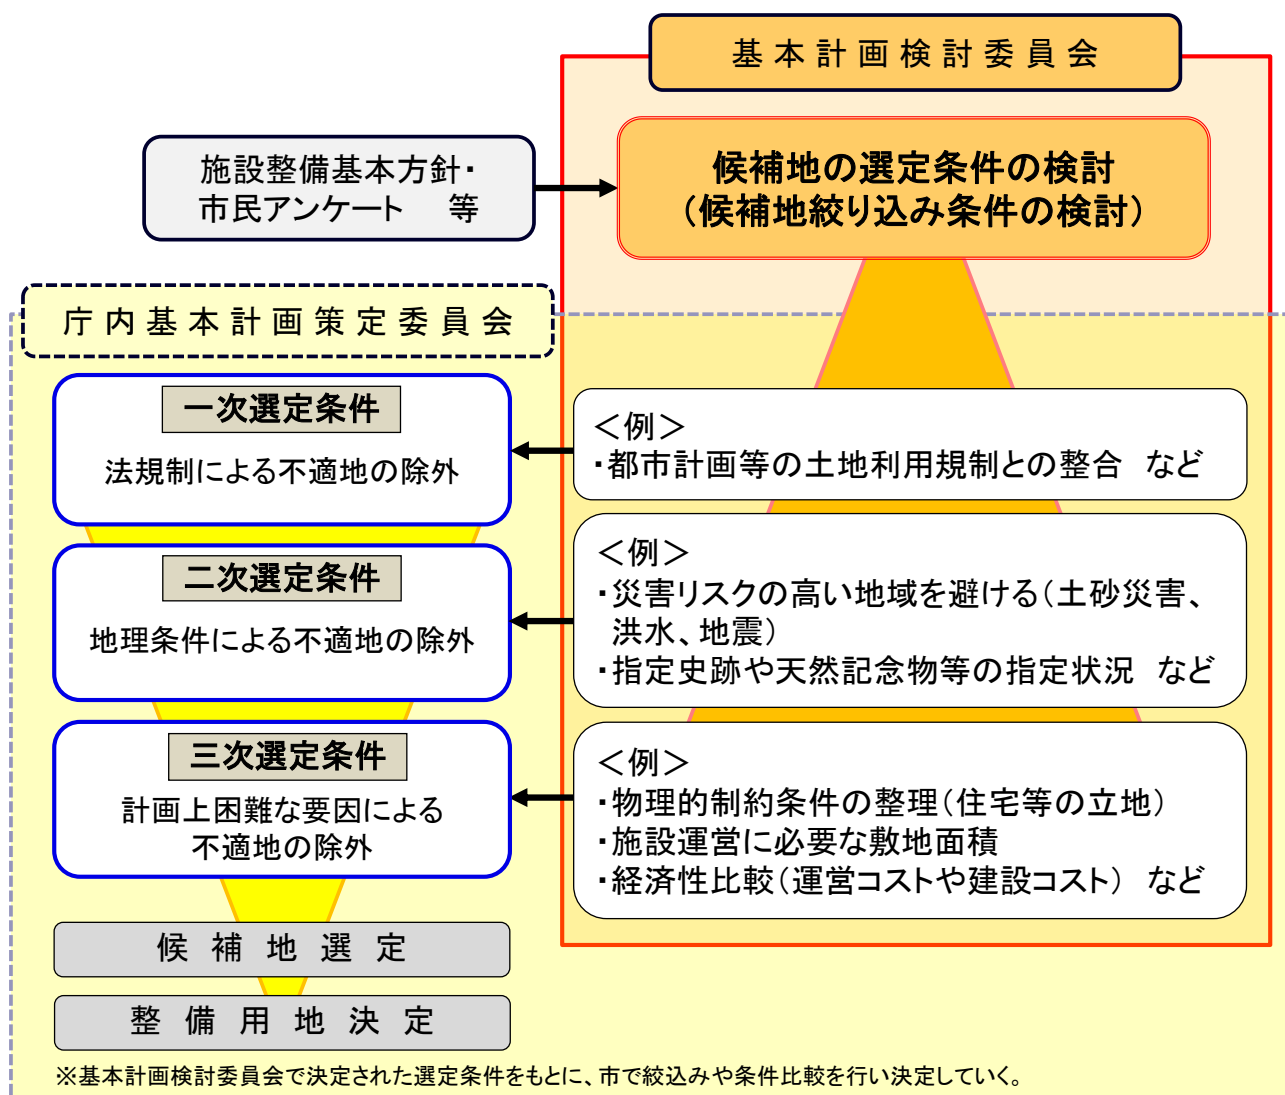 基本計画検討委員会
施設整備基本方針・
市民アンケート　等
候補地の選定条件の検討
（候補地絞り込み条件の検討）
庁内基本計画策定委員会
一次選定条件
法規制による不適地の除外
＜例＞
・都市計画等の土地利用規制との整合　など
二次選定条件
地理条件による不適地の除外
＜例＞
・災害リスクの高い地域を避ける（土砂災害、
洪水、地震）
・指定史跡や天然記念物等の指定状況　など
三次選定条件
計画上困難な要因による
不適地の除外
＜例＞
・物理的制約条件の整理（住宅等の立地）
・施設運営に必要な敷地面積
・経済性比較（運営コストや建設コスト）　など
候補地選定
整備用地決定
※基本計画検討委員会で決定された選定条件をもとに、市で絞込みや条件比較を行い決定していく。